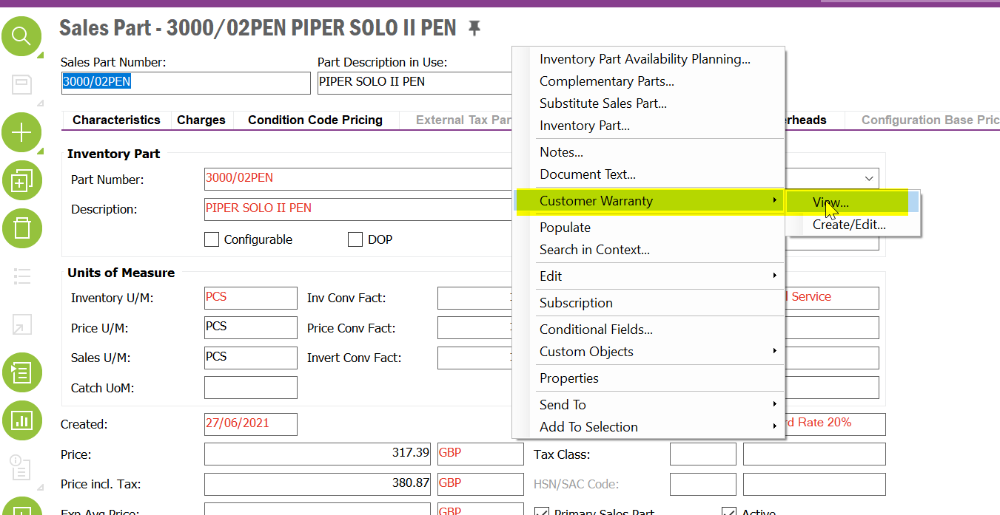 Sales Part - 3000/02PEN PIPER SOLO II PEN
Sales Part Number:
Part Description in Use:
3000/02PEN
PIPER SOLO II PEN
Characteristics
Charges
Condition Code Pricing
External Tax Par
erheads
Configuration Base Pric
Inventory Part
Part Number:
3000/02PEN
Description:
PIPER SOLO II PEN
Configurable
DOP
Units of Measure
Inventory U/M:
PCS
Inv Conv Fact:
Service
Price U/M:
PCS
Price Conv Fact:
Sales U/M:
PCS
Invert Conv Fact:
Catch UoM:
Created:
27/06/2021
rd Rate 20%
Price:
317.39
GBP
Tax Class:
Price incl. Tax:
380.87
GBP
HSN/SAC Code:
Exp Avg Price:
GBP
Primary Sales Part
Active
Inventory Part Availability Planning...
Complementary Parts...
Substitute Sales Part...
Inventory Part...
Notes...
Document Text...
Customer Warranty
View...
Create/Edit...
Populate
Search in Context...
Edit
Subscription
Conditional Fields...
Custom Objects
Properties
Send To
Add To Selection